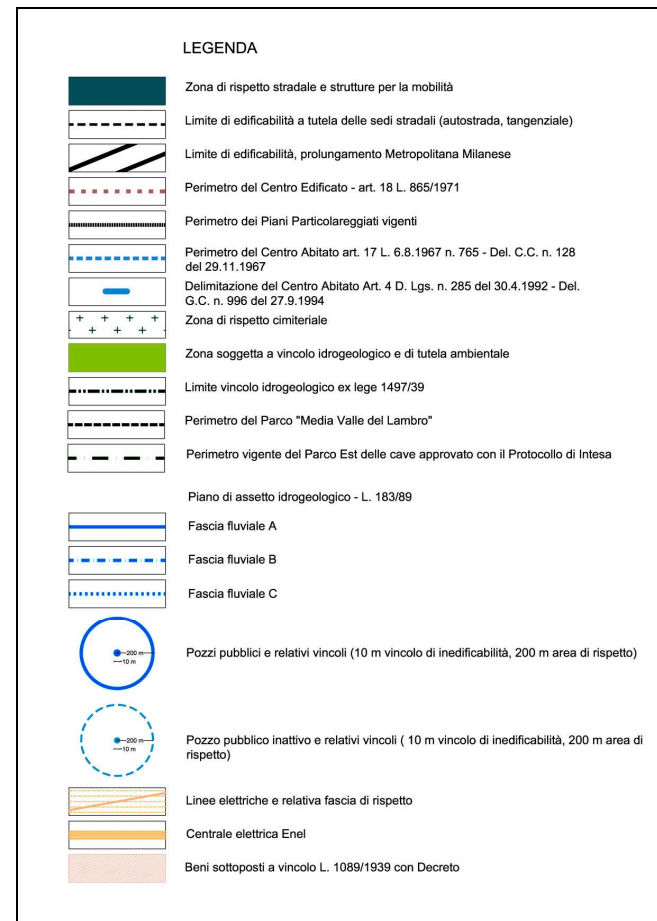 LEGENDA
Zona di rispetto stradale e strutture per la mobilità
Limite di edificabilità a tutela delle sedi stradali (autostrada, tangenziale)
Limite di edificabilità, prolungamento Metropolitana Milanese
Perimetro del Centro Edificato - art. 18 L. 865/1971
Perimetro dei Piani Particolareggiati vigenti
Perimetro del Centro Abitato art. 17 L. 6.8.1967 n. 765 - Del. C.C. n. 128
del 29.11.1967
Delimitazione del Centro Abitato Art. 4 D. Lgs. n. 285 del 30.4.1992 - Del.
G.C. n. 996 del 27.9.1994
Zona di rispetto cimiteriale
Zona soggetta a vincolo idrogeologico e di tutela ambientale
Limite vincolo idrogeologico ex lege 1497/39
Perimetro del Parco "Media Valle del Lambro"
Perimetro vigente del Parco Est delle cave approvato con il Protocollo di Intesa
Piano di assetto idrogeologico - L. 183/89
Fascia fluviale A
Fascia fluviale B
Fascia fluviale C
200 m
10 m
Pozzi pubblici e relativi vincoli (10 m vincolo di inedificabilità, 200 m area di rispetto)
200 m
10 m
Pozzo pubblico inattivo e relativi vincoli ( 10 m vincolo di inedificabilità, 200 m area di
rispetto)
Linee elettriche e relativa fascia di rispetto
Centrale elettrica Enel
Beni sottoposti a vincolo L. 1089/1939 con Decreto